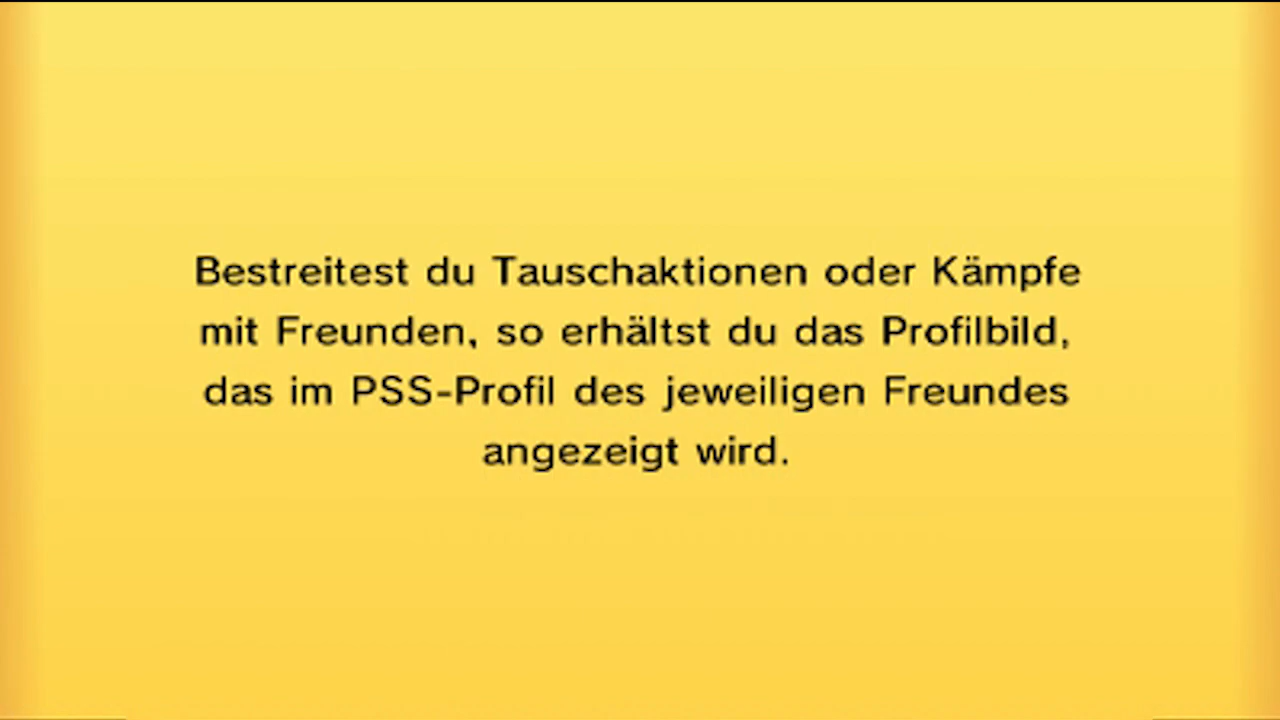 Bestreitest du Tauschaktionen oder Kämpfe
mit Freunden, so erhältst du das Profilbild,
das im PSS-Profil des jeweiligen Freundes
angezeigt wird.